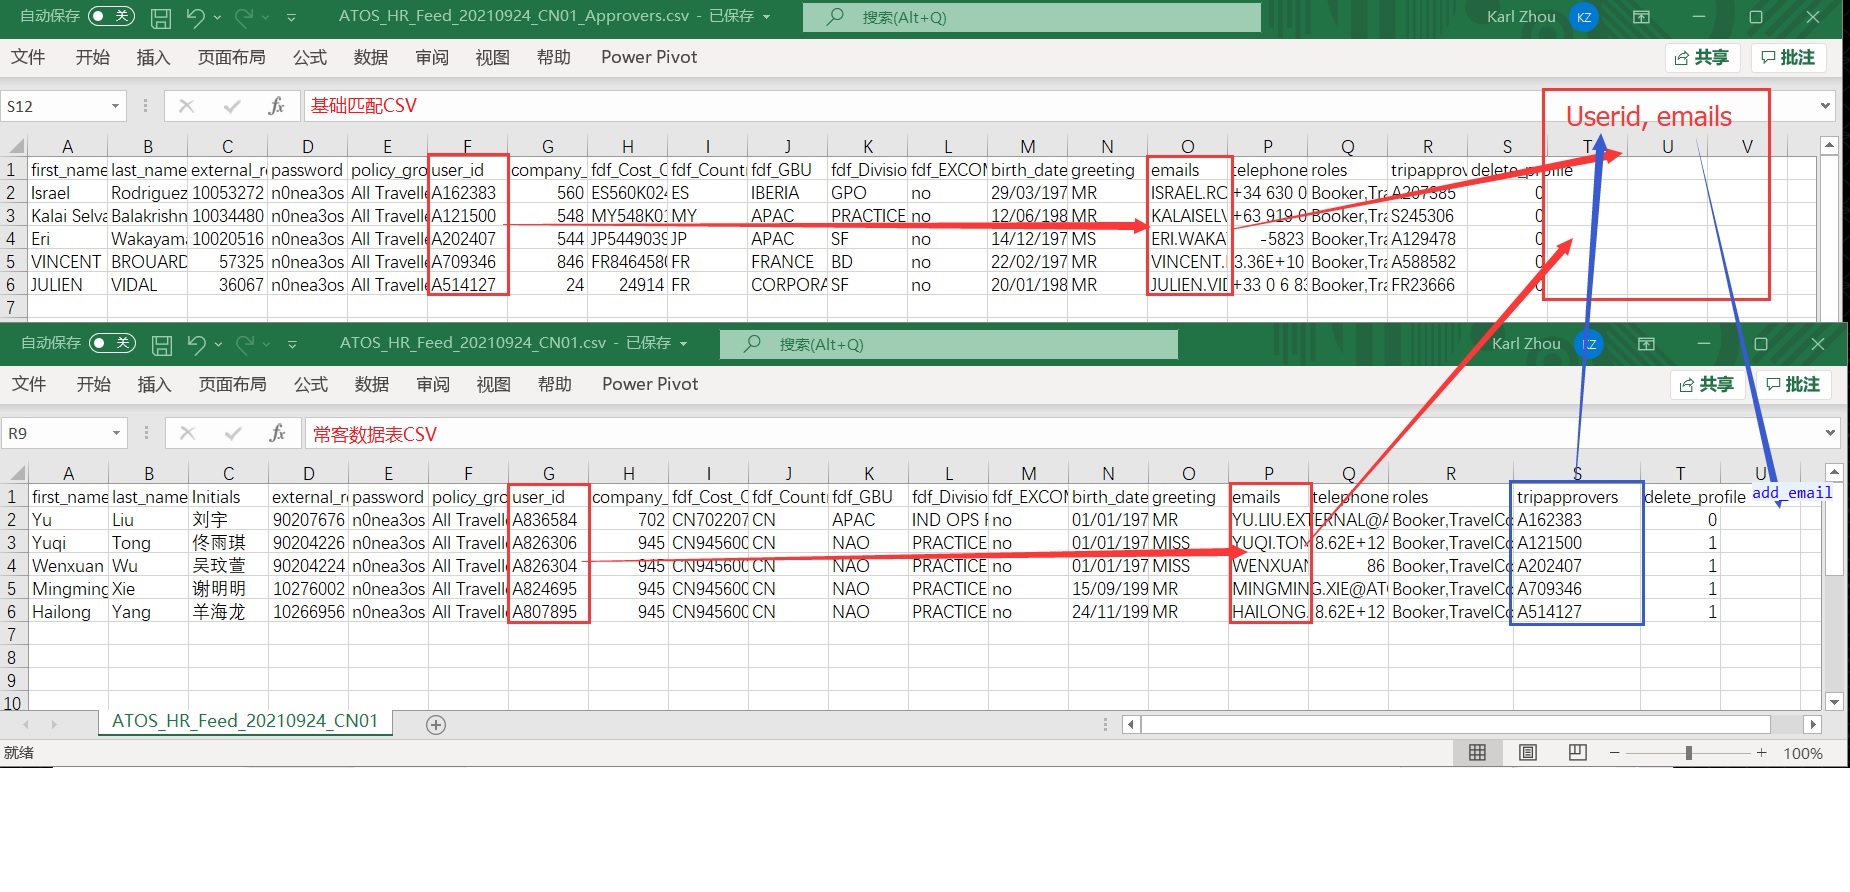 自动保存 关 ATOS_HR_Feed_20210924_CN01_Approvers.csv - 已保存 搜索(Alt+Q) Karl Zhou KZ
文件 开始 插入 页面布局 公式 数据 审阅 视图 帮助 Power Pivot 共享 批注
S12 fx 基础匹配CSV
Userid, emails
A B C D E F G H I J K L M N O P Q R S T U V
1 first_name last_name external_r password policy_gro user_id company_ fdf_Cost_C fdf_Count fdf_GBU fdf_Divisio fdf_EXCOM birth_date greeting emails telephone roles tripapprov delete_profile
2 Israel Rodriguez 10053272 n0nea3os All Travelle A162383 560 ES560K024 ES IBERIA GPO no 29/03/197 MR ISRAEL.RO +34 630 0 Booker,Tra A207385 0
3 Kalai Selva Balakrishn 10034480 n0nea3os All Travelle A121500 548 MY548K01 MY APAC PRACTICE no 12/06/198 MR KALAISELV +63 919 0 Booker,Tra S245306 0
4 Eri Wakayama 10020516 n0nea3os All Travelle A202407 544 JP5449039 JP APAC SF no 14/12/197 MS ERI.WAKA -5823 Booker,Tra A129478 0
5 VINCENT BROUARD 57325 n0nea3os All Travelle A709346 846 FR8464580 FR FRANCE BD no 22/02/197 MR VINCENT. 3.36E+10 Booker,Tra A588582 0
6 JULIEN VIDAL 36067 n0nea3os All Travelle A514127 24 24914 FR CORPORA SF no 20/01/198 MR JULIEN.VID +33 0 6 83 Booker,Tra FR23666 0
7
自动保存 关 ATOS_HR_Feed_20210924_CN01.csv - 已保存 搜索(Alt+Q) Karl Zhou KZ
文件 开始 插入 页面布局 公式 数据 审阅 视图 帮助 Power Pivot 共享 批注
R9 fx 常客数据表CSV
A B C D E F G H I J K L M N O P Q R S T U
1 first_name last_name Initials external_r password policy_gro user_id company_ fdf_Cost_C fdf_Count fdf_GBU fdf_Divisio fdf_EXCOM birth_date greeting emails telephone roles tripapprovers delete_profile add_email
2 Yu Liu 刘宇 90207676 n0nea3os All Travelle A836584 702 CN702207 CN APAC IND OPS F no 01/01/197 MR YU.LIU.EXTERNAL@A Booker,TravelCo A162383 0
3 Yuqi Tong 佟雨琪 90204226 n0nea3os All Travelle A826306 945 CN945600 CN NAO PRACTICE no 01/01/197 MISS YUQI.TON 8.62E+12 Booker,TravelCo A121500 1
4 Wenxuan Wu 吴玟萱 90204224 n0nea3os All Travelle A826304 945 CN945600 CN NAO PRACTICE no 01/01/197 MISS WENXUAN 86 Booker,TravelCo A202407 1
5 Mingming Xie 谢明明 10276002 n0nea3os All Travelle A824695 945 CN945600 CN NAO PRACTICE no 15/09/199 MR MINGMING.XIE@ATO Booker,TravelCo A709346 1
6 Hailong Yang 羊海龙 10266956 n0nea3os All Travelle A807895 945 CN945600 CN NAO PRACTICE no 24/11/199 MR HAILONG. 8.62E+12 Booker,TravelCo A514127 1
7
8
9
10
ATOS_HR_Feed_20210924_CN01
就绪 100%